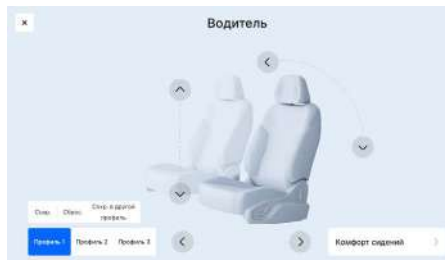 ×
Водитель
Сохр. Сброс Сохр. в другой
профиль
Профиль 1 Профиль 2 Профиль 3
Комфорт сидений